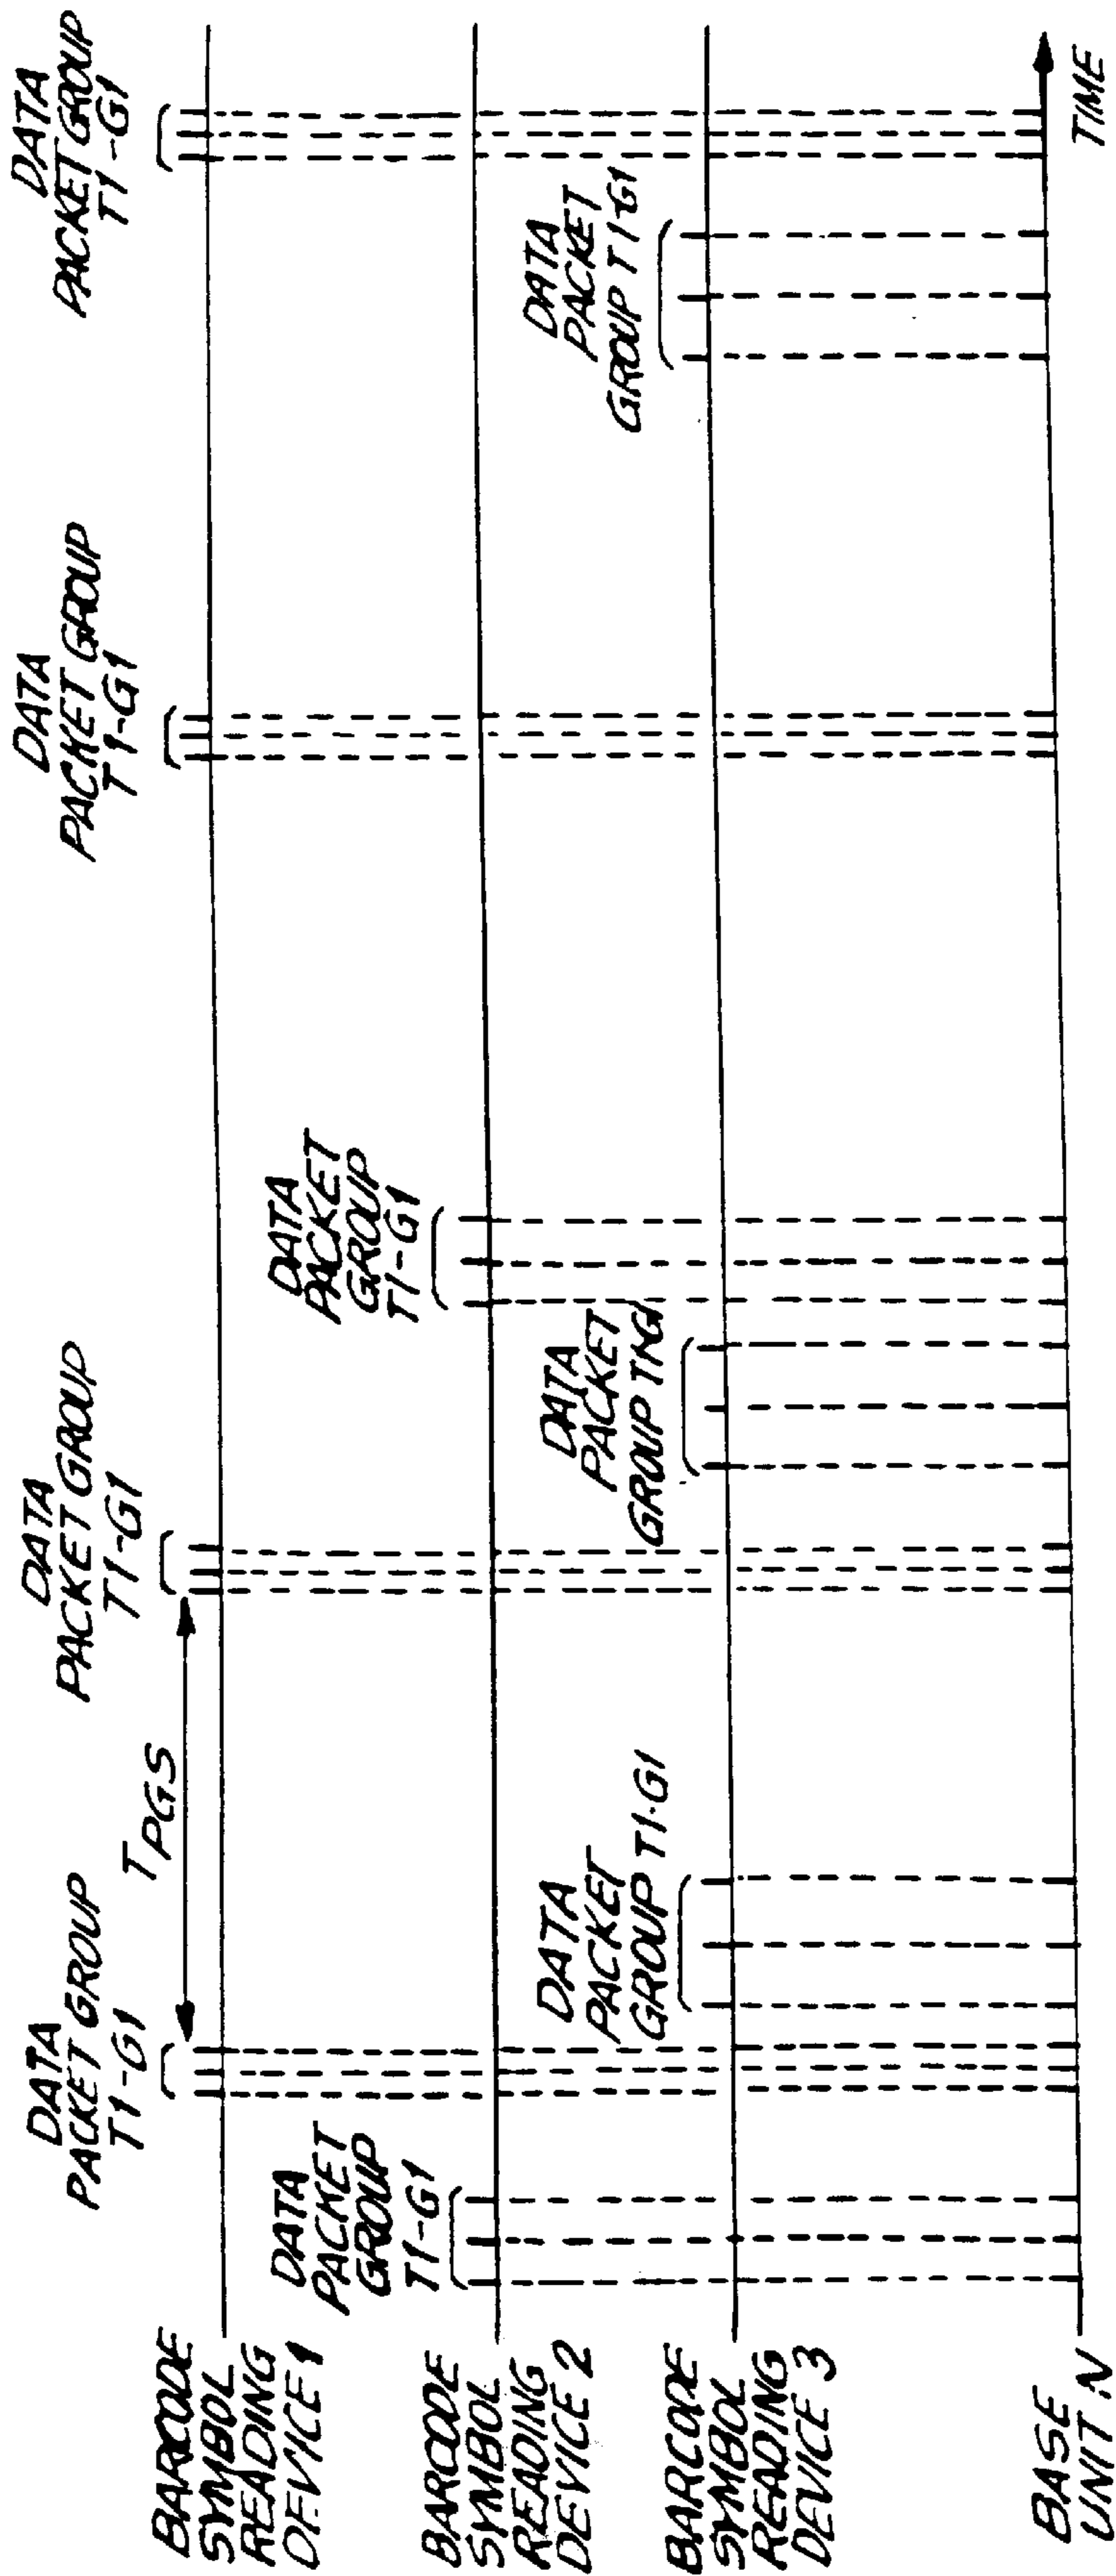 DATA
PACKET GROUP
T1-G1
TPGS
DATA
PACKET GROUP
T1-G1
DATA
PACKET GROUP
T1-G1
DATA
PACKET GROUP
T1-G1
BARCODE
SYMBOL
READING
DEVICE 1
DATA
PACKET
GROUP
T1-G1
DATA
PACKET
GROUP
T1-G1
BARCODE
SYMBOL
READING
DEVICE 2
DATA
PACKET
GROUP T1-G1
DATA
PACKET
GROUP
DATA
PACKET
GROUP T1-G1
BARCODE
SYMBOL
READING
DEVICE 3
BASE
UNIT N
TIME